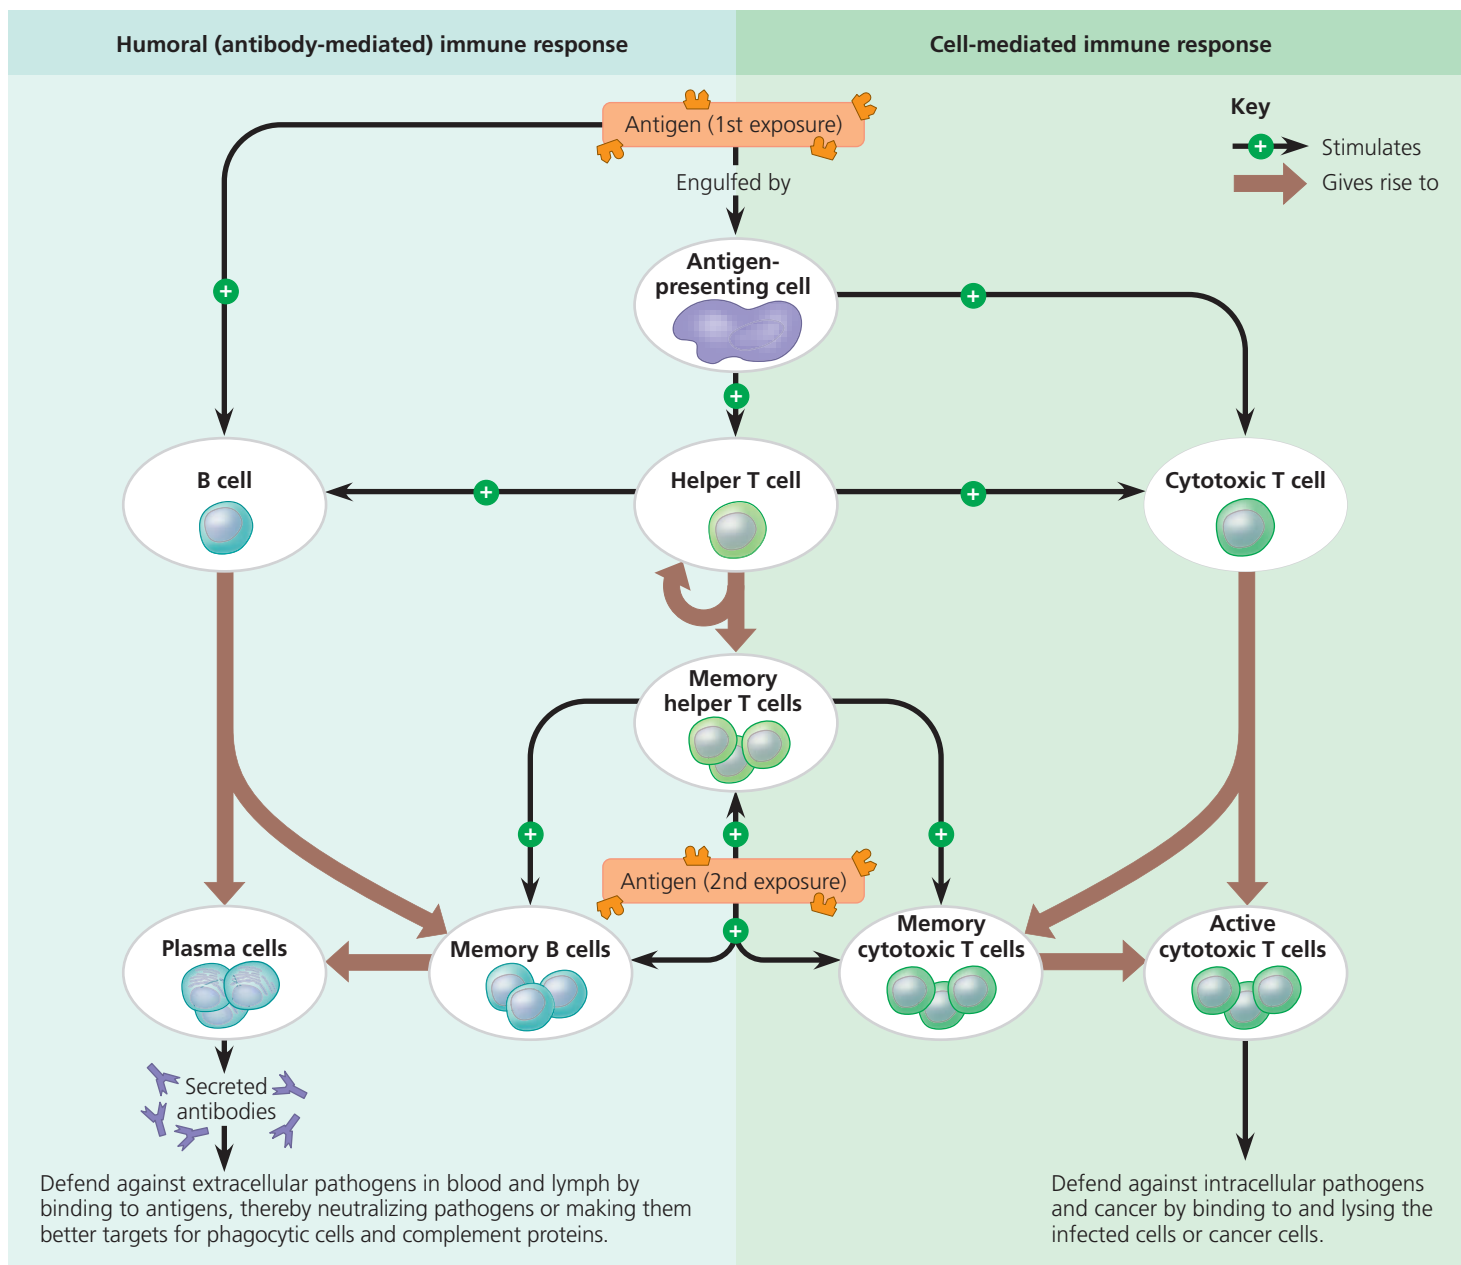 Humoral (antibody-mediated) immune response
Cell-mediated immune response
Antigen (1st exposure)
Key
+ Stimulates
Gives rise to
Engulfed by
Antigen-
presenting cell
+
+
+
B cell
Helper T cell
Cytotoxic T cell
+
+
Memory
helper T cells
+
+
+
Antigen (2nd exposure)
+
Plasma cells
Memory B cells
Memory
cytotoxic T cells
Active
cytotoxic T cells
Secreted
antibodies
Defend against extracellular pathogens in blood and lymph by
binding to antigens, thereby neutralizing pathogens or making them
better targets for phagocytic cells and complement proteins.
Defend against intracellular pathogens
and cancer by binding to and lysing the
infected cells or cancer cells.